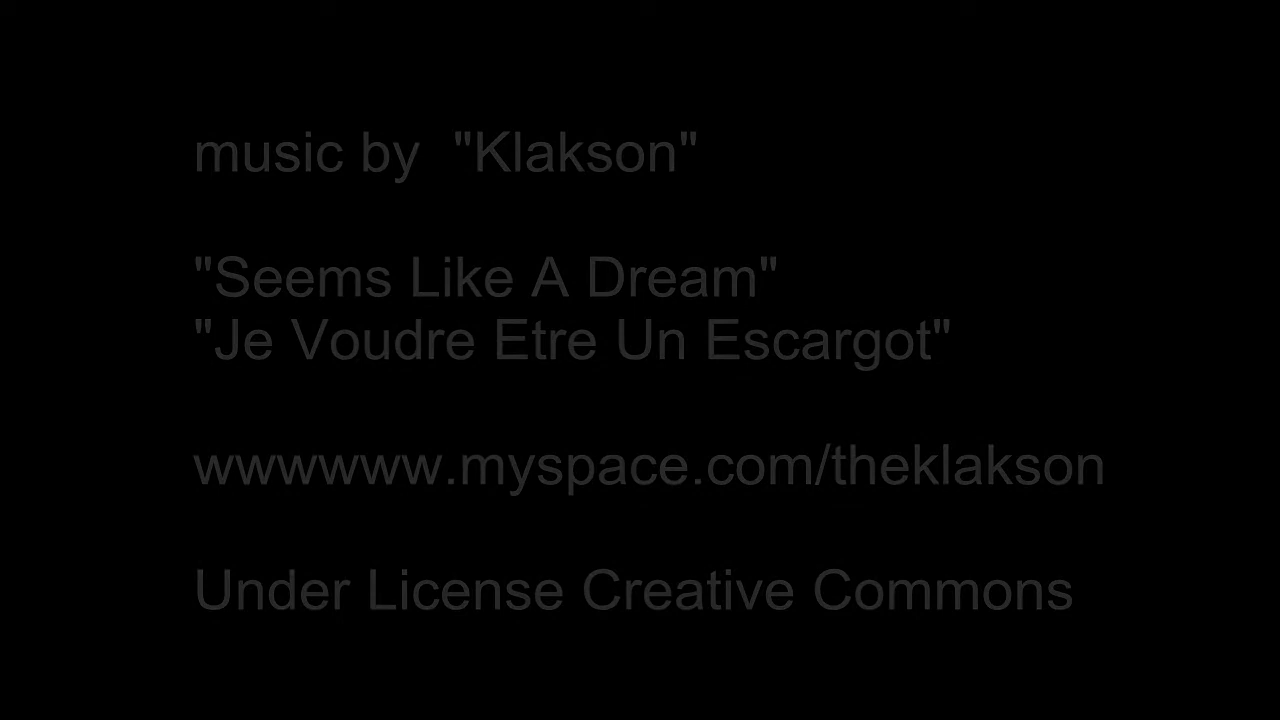 music by  "Klakson"
"Seems Like A Dream"
"Je Voudre Etre Un Escargot"
wwwwww.myspace.com/theklakson
Under License Creative Commons